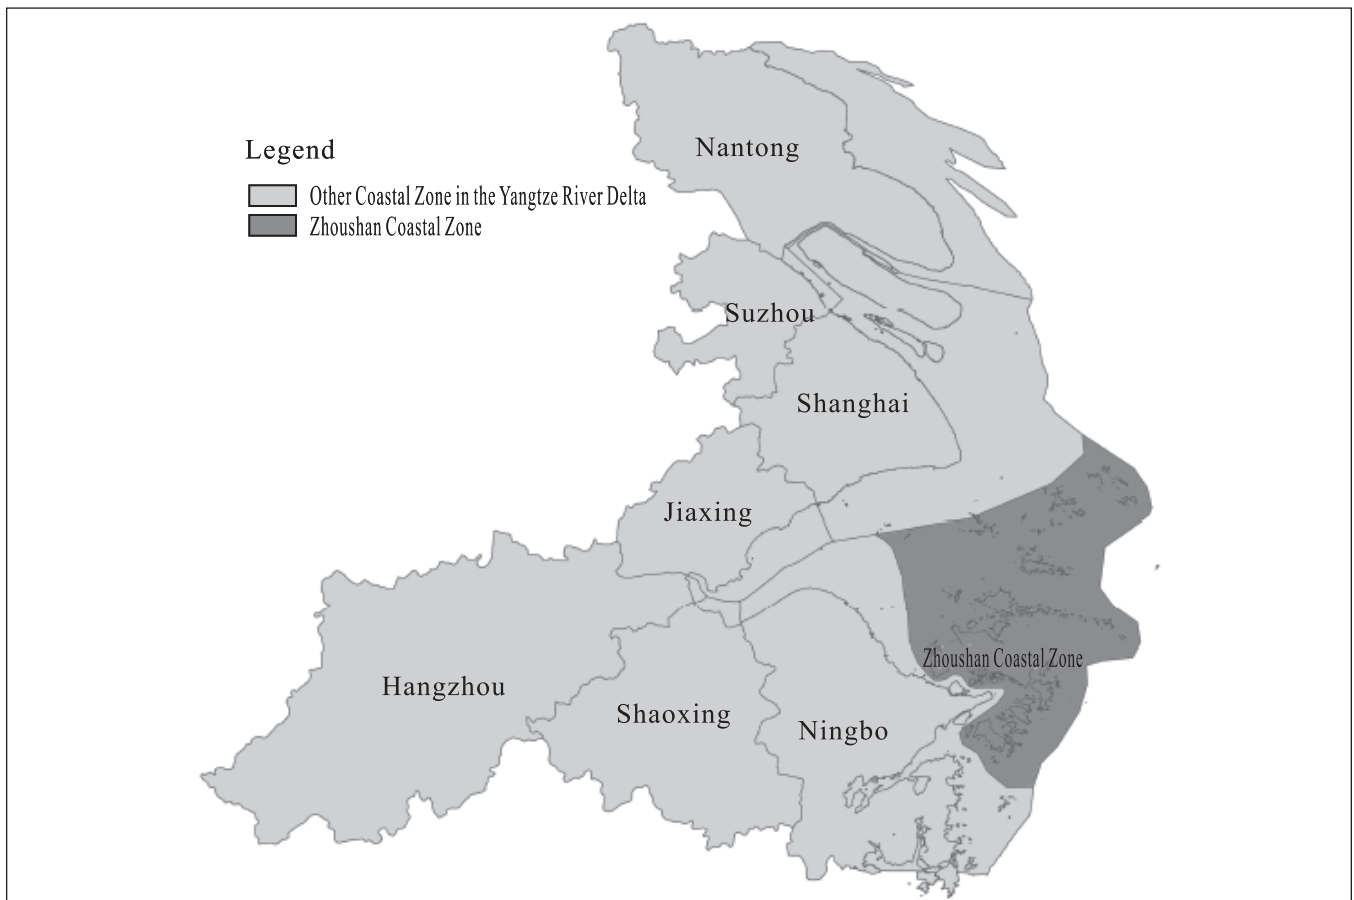 Nantong
Legend
Other Coastal Zone in the Yangtze River Delta
Zhoushan Coastal Zone
Suzhou
Shanghai
Jiaxing
Zhoushan Coastal Zone
Hangzhou
Shaoxing
Ningbo